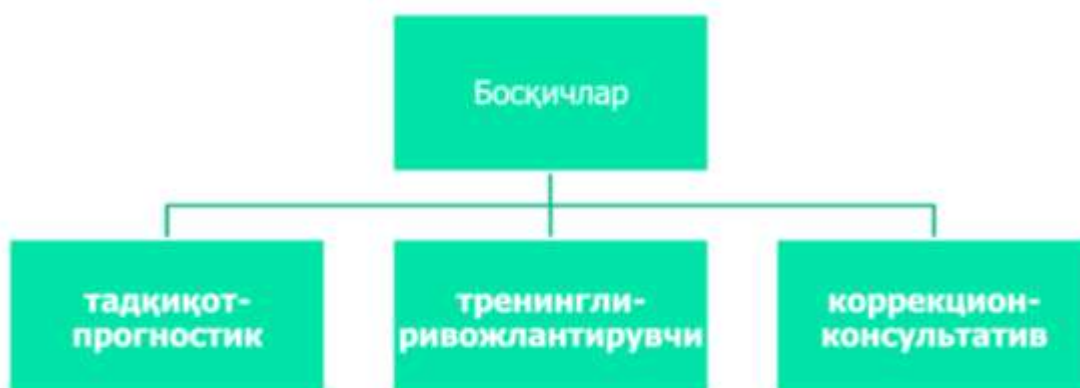 Босқичлар
тадқиқот-
прогностик
тренингли-
ривожлантирувчи
коррекцион-
консультатив